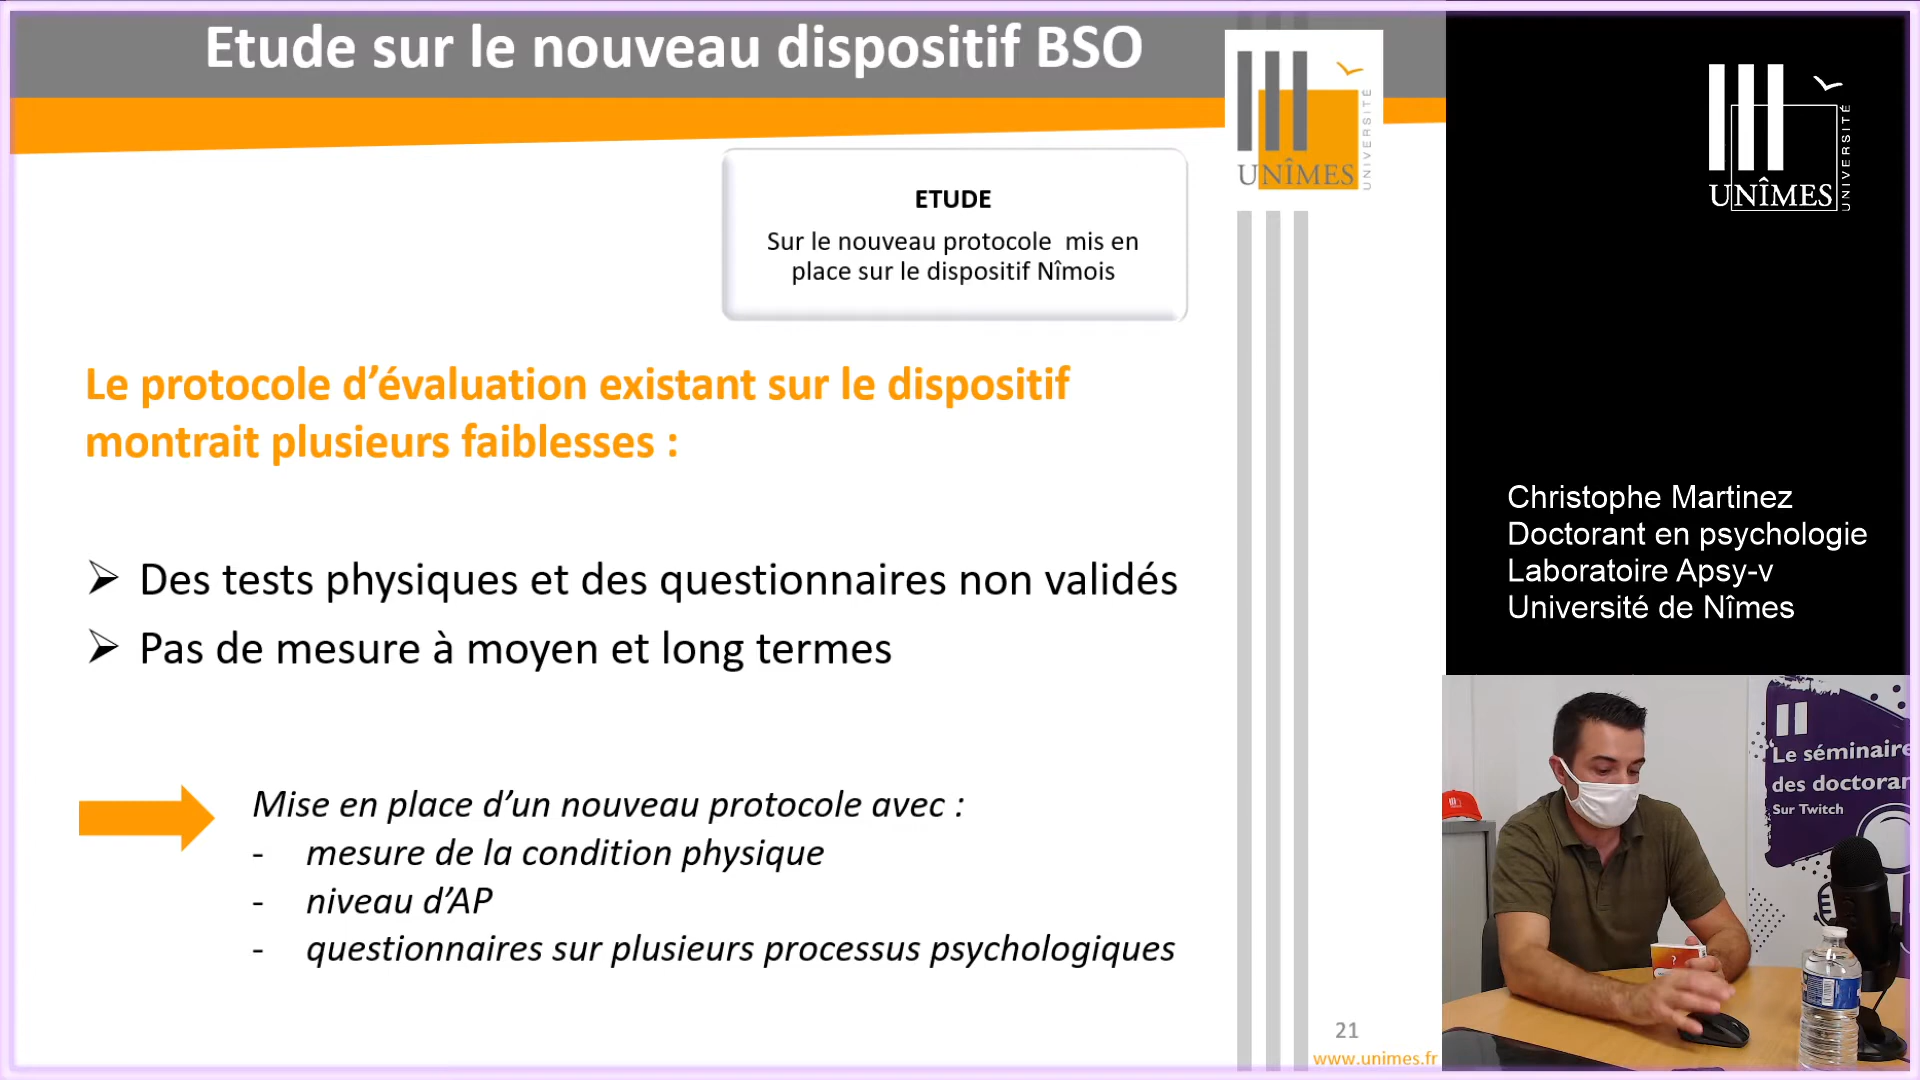 Etude sur le nouveau dispositif BSO
UNÎMES
UNIVERSITÉ
ETUDE
Sur le nouveau protocole mis en
place sur le dispositif Nîmois
Le protocole d’évaluation existant sur le dispositif
montrait plusieurs faiblesses :
Des tests physiques et des questionnaires non validés
Pas de mesure à moyen et long termes
Mise en place d’un nouveau protocole avec :
- mesure de la condition physique
- niveau d’AP
- questionnaires sur plusieurs processus psychologiques
21
www.unimes.fr
UNÎMES
UNIVERSITÉ
Christophe Martinez
Doctorant en psychologie
Laboratoire Apsy-v
Université de Nîmes
Le séminaire
des doctoran
Sur Twitch